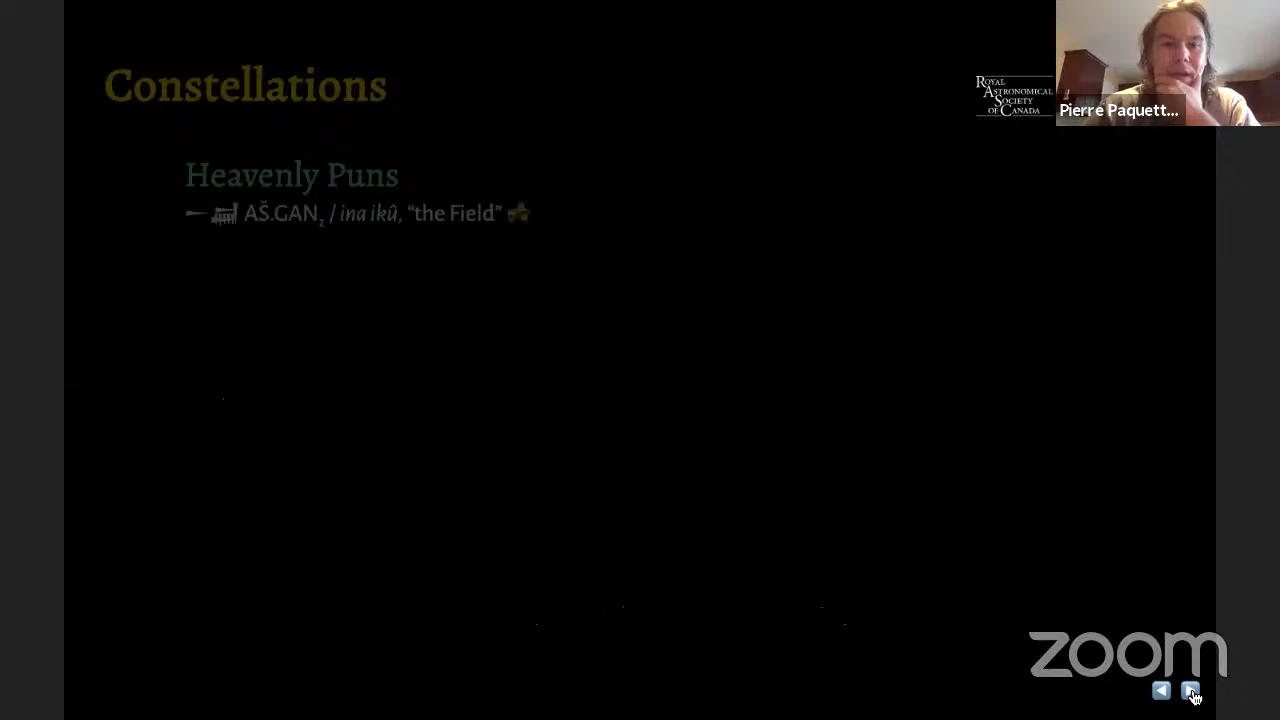 Constellations
ROYAL
ASTRONOMICAL
SOCIETY
OF CANADA
Pierre Paquett...
Heavenly Puns
𒀸 𒃷 AŠ.GAN₂ / ina ikû, “the Field” 🚜
zoom